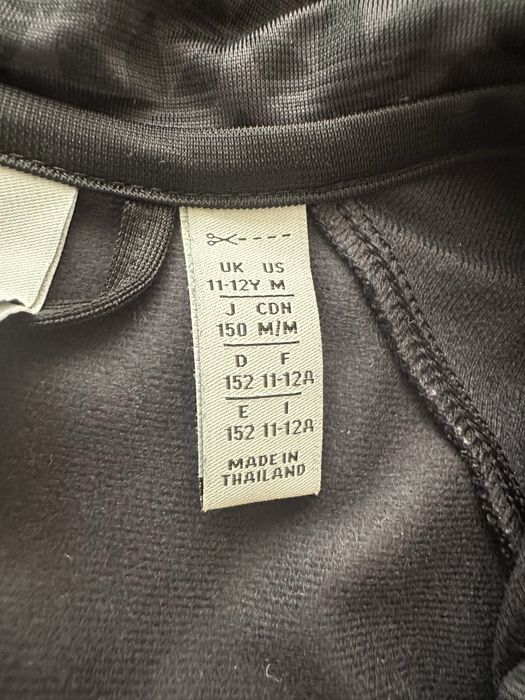 UK US
11-12Y M
J CDN
150 M/M
D F
152 11-12A
E I
152 11-12A
MADE IN
THAILAND